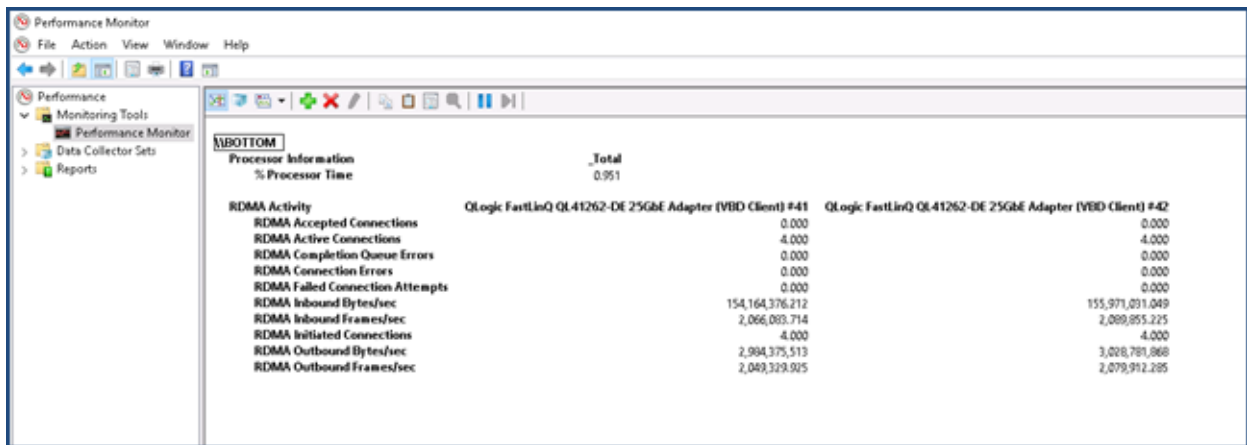 Performance Monitor
File Action View Window Help
Performance
Monitoring Tools
Performance Monitor
Data Collector Sets
Reports
\\BOTTOM
Processor Information _Total
% Processor Time 0.951
RDMA Activity QLogic FastLinQ QL41262-DE 25GbE Adapter (VBD Client) #41 QLogic FastLinQ QL41262-DE 25GbE Adapter (VBD Client) #42
RDMA Accepted Connections 0.000 0.000
RDMA Active Connections 4.000 4.000
RDMA Completion Queue Errors 0.000 0.000
RDMA Connection Errors 0.000 0.000
RDMA Failed Connection Attempts 0.000 0.000
RDMA Inbound Bytes/sec 154,164,376.212 155,971,031.049
RDMA Inbound Frames/sec 2,066,083.714 2,089,855.225
RDMA Initiated Connections 4.000 4.000
RDMA Outbound Bytes/sec 2,984,375,513 3,028,781,868
RDMA Outbound Frames/sec 2,049,329.925 2,079,912.285